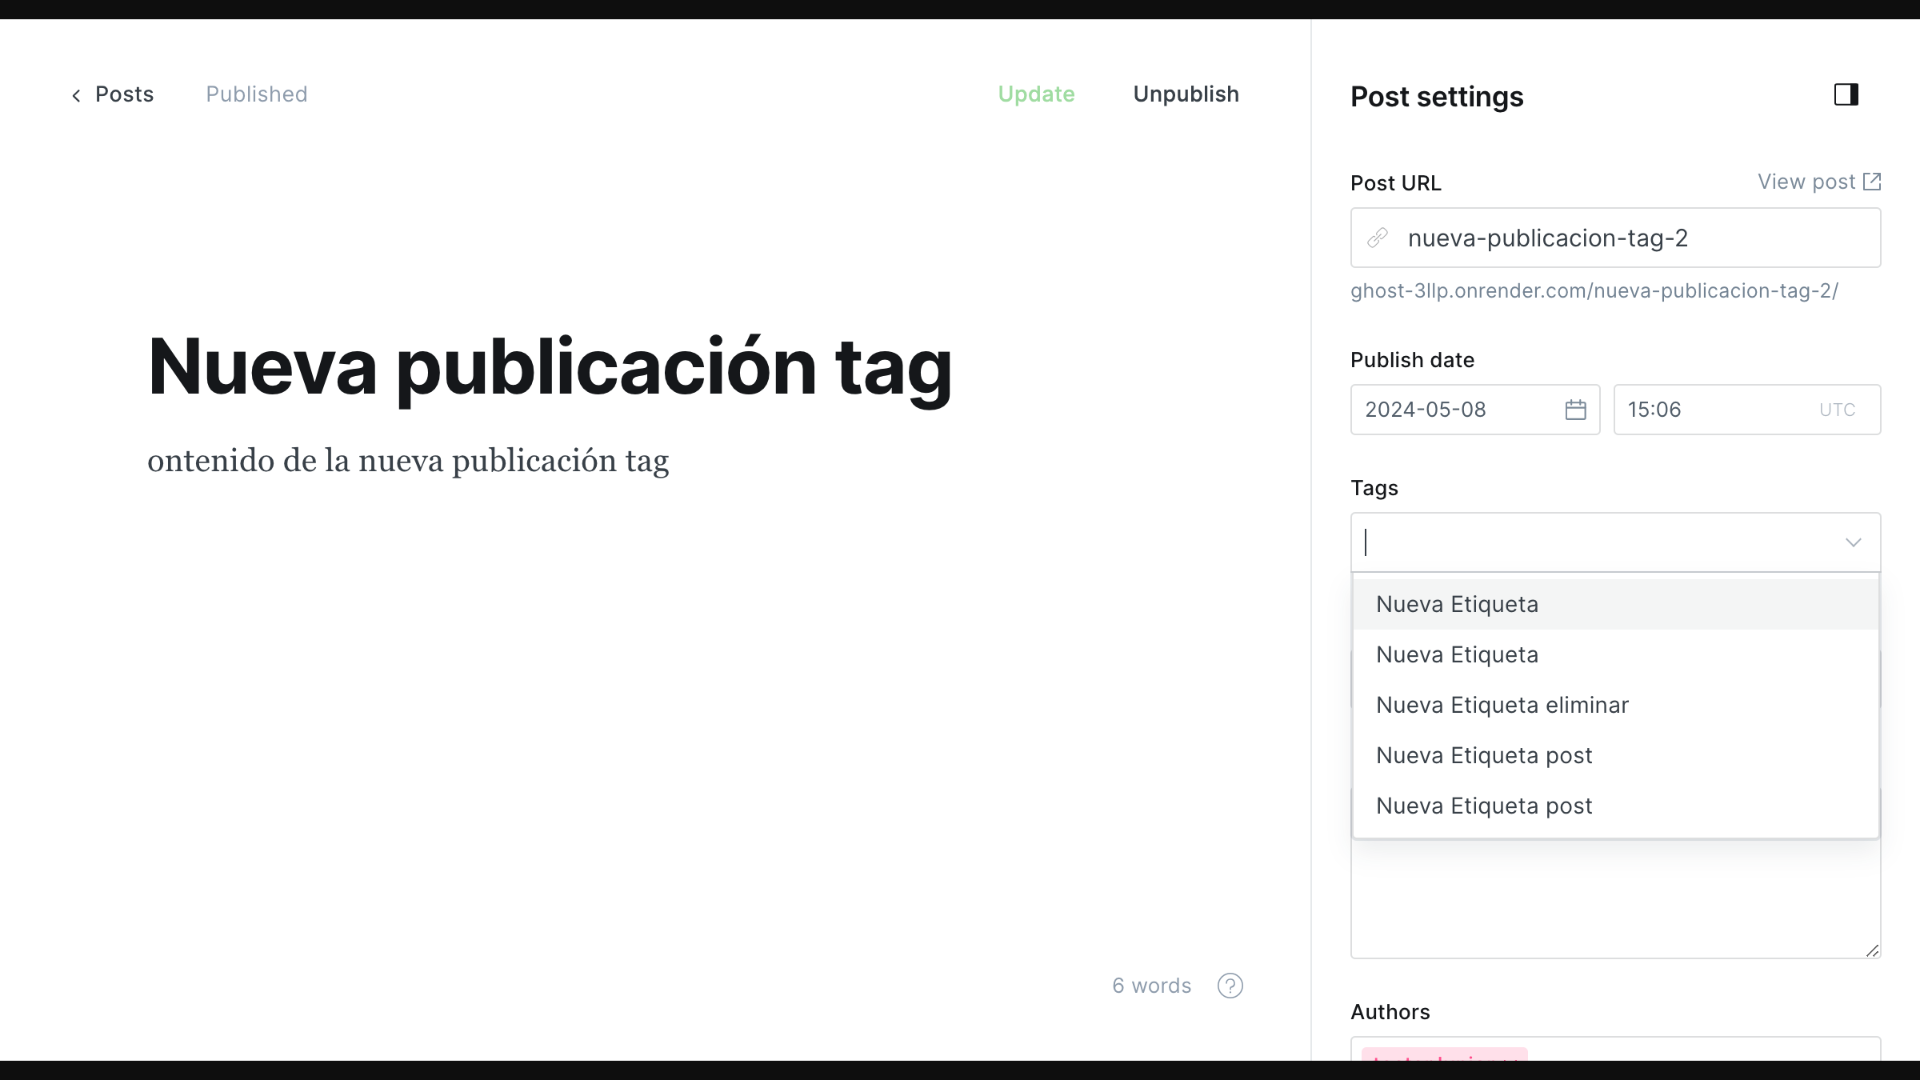 Posts
Published
Update
Unpublish
Nueva publicación tag
ontenido de la nueva publicación tag
6 words
?
Post settings
Post URL
View post
nueva-publicacion-tag-2
ghost-3llp.onrender.com/nueva-publicacion-tag-2/
Publish date
2024-05-08
15:06
UTC
Tags
Nueva Etiqueta
Nueva Etiqueta
Nueva Etiqueta eliminar
Nueva Etiqueta post
Nueva Etiqueta post
Authors